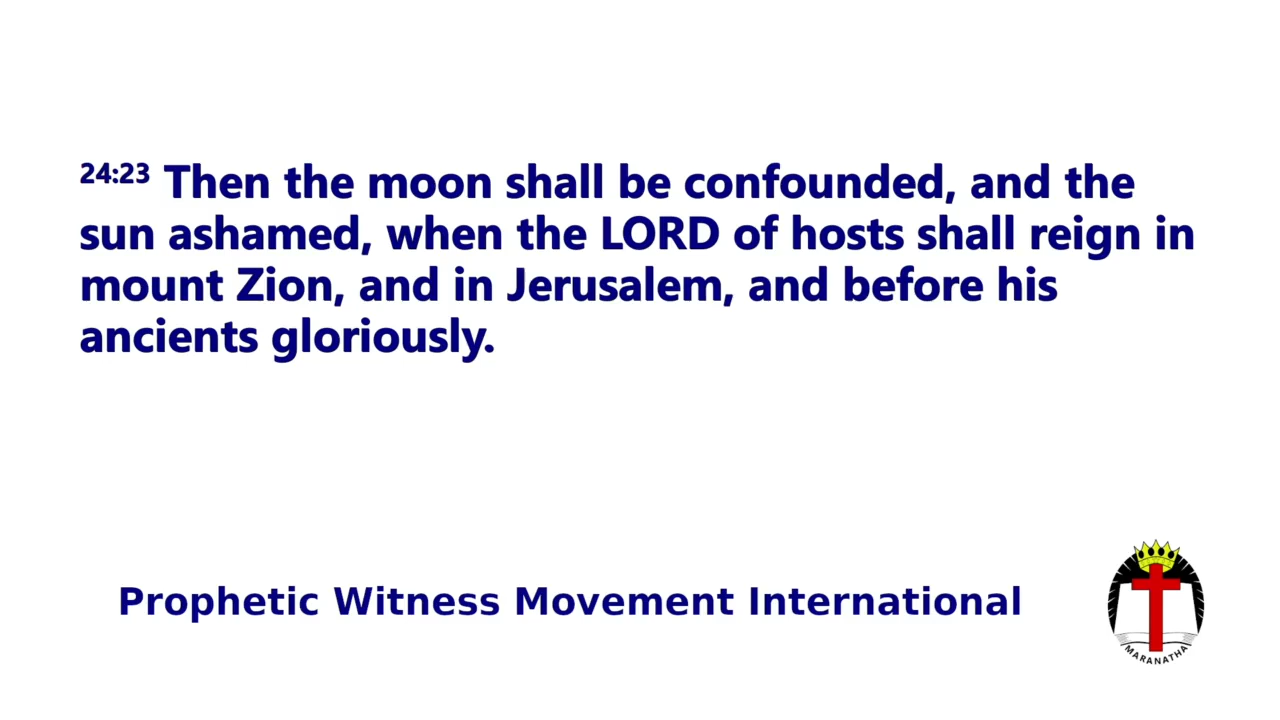 24:23 Then the moon shall be confounded, and the
sun ashamed, when the LORD of hosts shall reign in
mount Zion, and in Jerusalem, and before his
ancients gloriously.
Prophetic Witness Movement International
MARANATHA